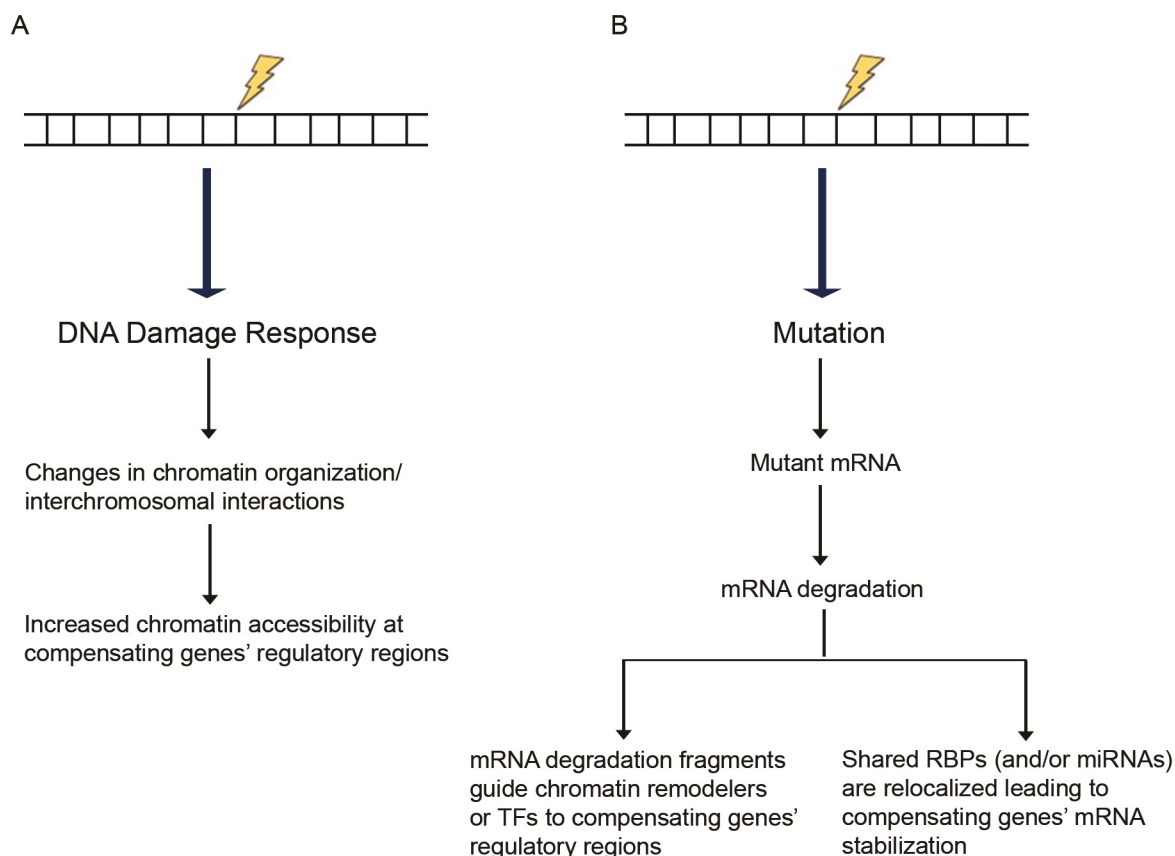 A
DNA Damage Response
Changes in chromatin organization/
interchromosomal interactions
Increased chromatin accessibility at
compensating genes’ regulatory regions
B
Mutation
Mutant mRNA
mRNA degradation
mRNA degradation fragments
guide chromatin remodelers
or TFs to compensating genes’
regulatory regions
Shared RBPs (and/or miRNAs)
are relocalized leading to
compensating genes’ mRNA
stabilization